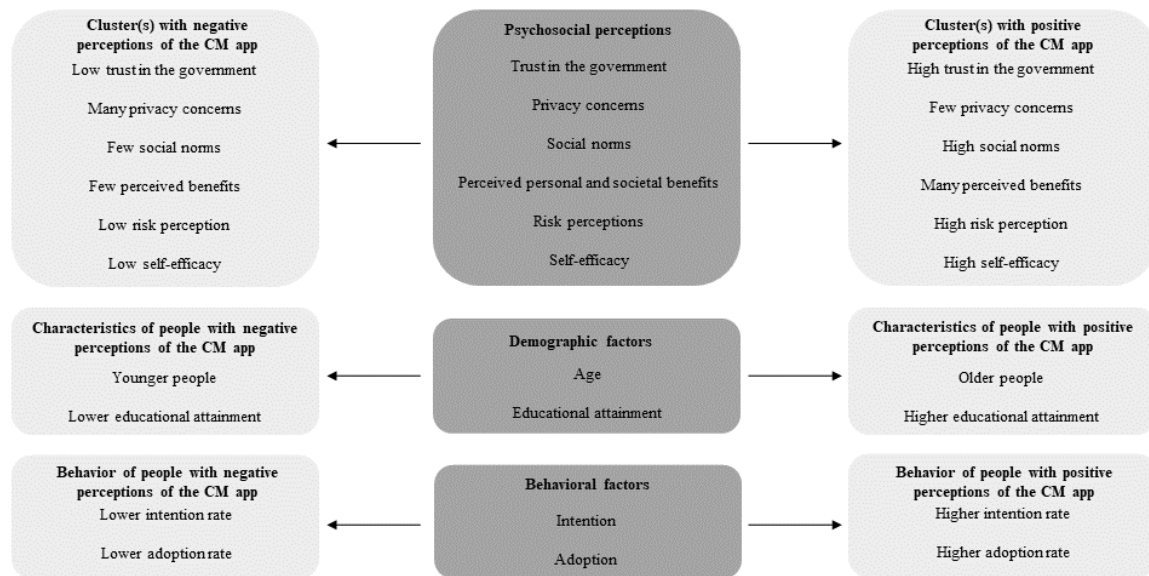 Cluster(s) with negative
perceptions of the CM app
Low trust in the government
Many privacy concerns
Few social norms
Few perceived benefits
Low risk perception
Low self-efficacy
Psychosocial perceptions
Trust in the government
Privacy concerns
Social norms
Perceived personal and societal benefits
Risk perceptions
Self-efficacy
Cluster(s) with positive
perceptions of the CM app
High trust in the government
Few privacy concerns
High social norms
Many perceived benefits
High risk perception
High self-efficacy
Characteristics of people with negative
perceptions of the CM app
Younger people
Lower educational attainment
Demographic factors
Age
Educational attainment
Characteristics of people with positive
perceptions of the CM app
Older people
Higher educational attainment
Behavior of people with negative
perceptions of the CM app
Lower intention rate
Lower adoption rate
Behavioral factors
Intention
Adoption
Behavior of people with positive
perceptions of the CM app
Higher intention rate
Higher adoption rate